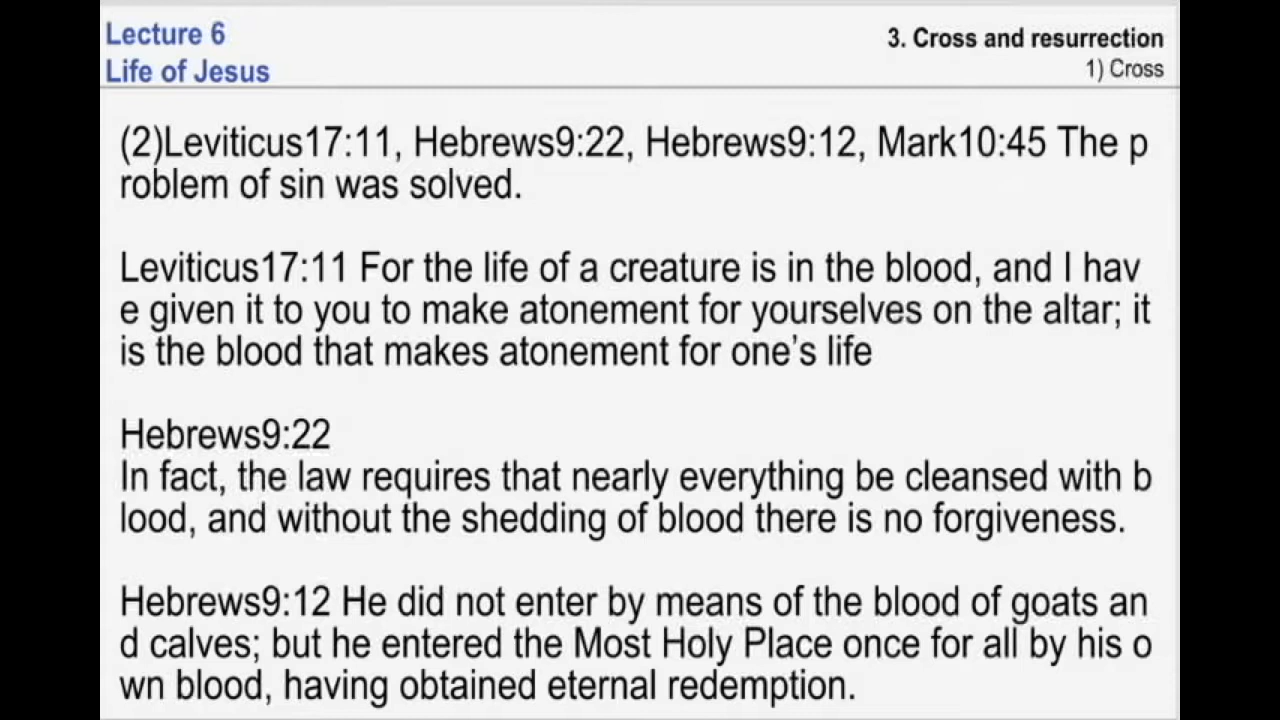 Lecture 6
Life of Jesus
3. Cross and resurrection
1) Cross
(2)Leviticus17:11, Hebrews9:22, Hebrews9:12, Mark10:45 The p
roblem of sin was solved.
Leviticus17:11 For the life of a creature is in the blood, and I hav
e given it to you to make atonement for yourselves on the altar; it
is the blood that makes atonement for one’s life
Hebrews9:22
In fact, the law requires that nearly everything be cleansed with b
lood, and without the shedding of blood there is no forgiveness.
Hebrews9:12 He did not enter by means of the blood of goats an
d calves; but he entered the Most Holy Place once for all by his o
wn blood, having obtained eternal redemption.